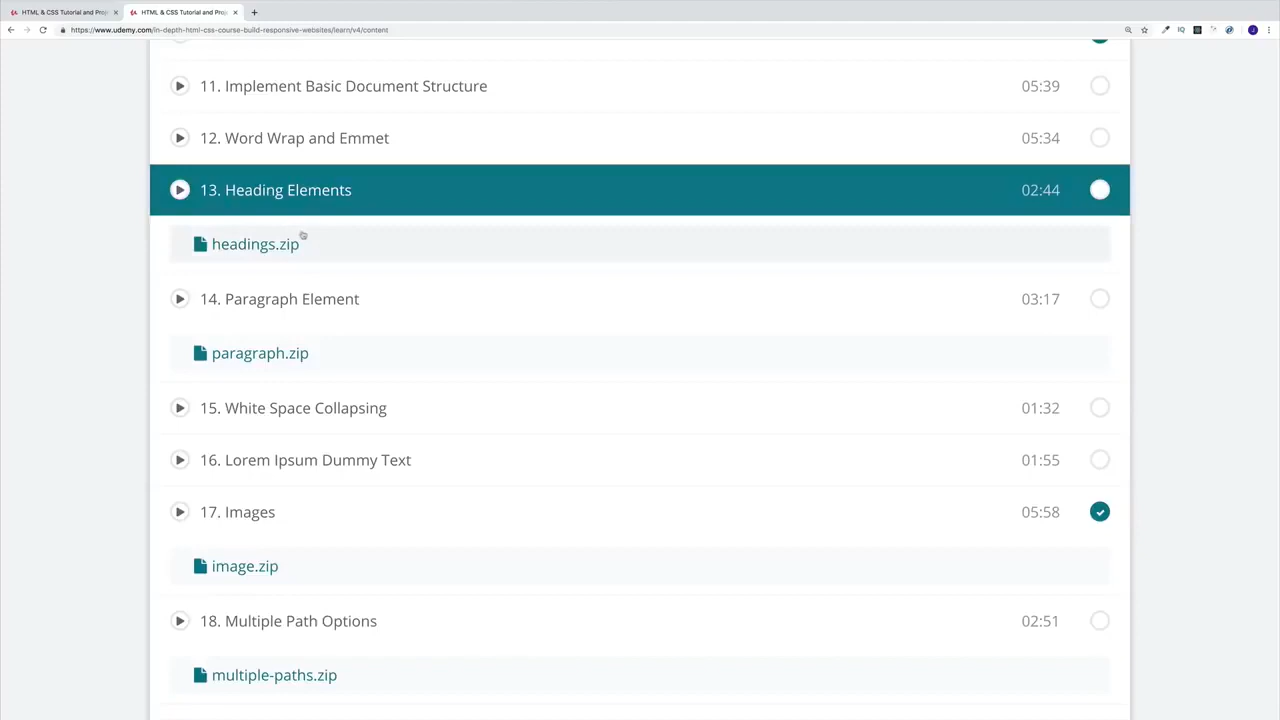 HTML & CSS Tutorial and Proj
HTML & CSS Tutorial and Proj
https://www.udemy.com/in-depth-html-css-course-build-responsive-websites/learn/v4/content
IQ
J
11. Implement Basic Document Structure 05:39
12. Word Wrap and Emmet 05:34
13. Heading Elements 02:44
headings.zip
14. Paragraph Element 03:17
paragraph.zip
15. White Space Collapsing 01:32
16. Lorem Ipsum Dummy Text 01:55
17. Images 05:58
image.zip
18. Multiple Path Options 02:51
multiple-paths.zip